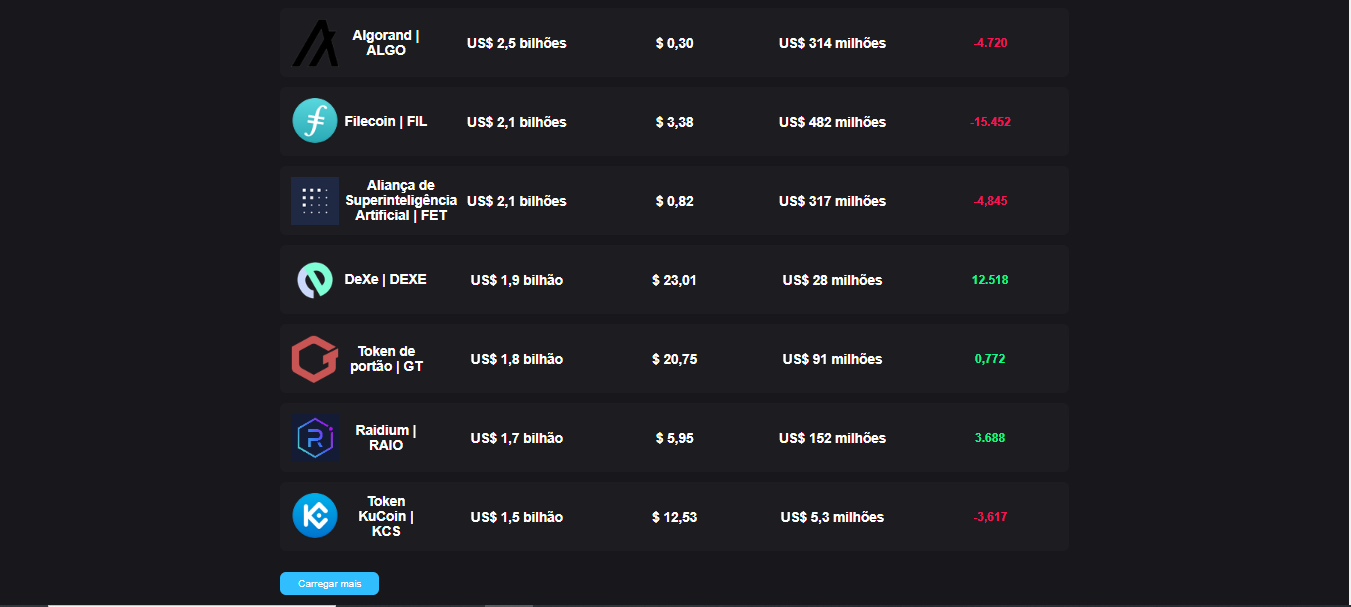 Algorand |
ALGO
US$ 2,5 bilhões
$ 0,30
US$ 314 milhões
-4.720
Filecoin | FIL
US$ 2,1 bilhões
$ 3,38
US$ 482 milhões
-15.452
Aliança de
Superinteligência
Artificial | FET
US$ 2,1 bilhões
$ 0,82
US$ 317 milhões
-4,845
DeXe | DEXE
US$ 1,9 bilhão
$ 23,01
US$ 28 milhões
12.518
Token de
portão | GT
US$ 1,8 bilhão
$ 20,75
US$ 91 milhões
0,772
Raidium |
RAIO
US$ 1,7 bilhão
$ 5,95
US$ 152 milhões
3.688
Token
KuCoin |
KCS
US$ 1,5 bilhão
$ 12,53
US$ 5,3 milhões
-3,617
Carregar mais